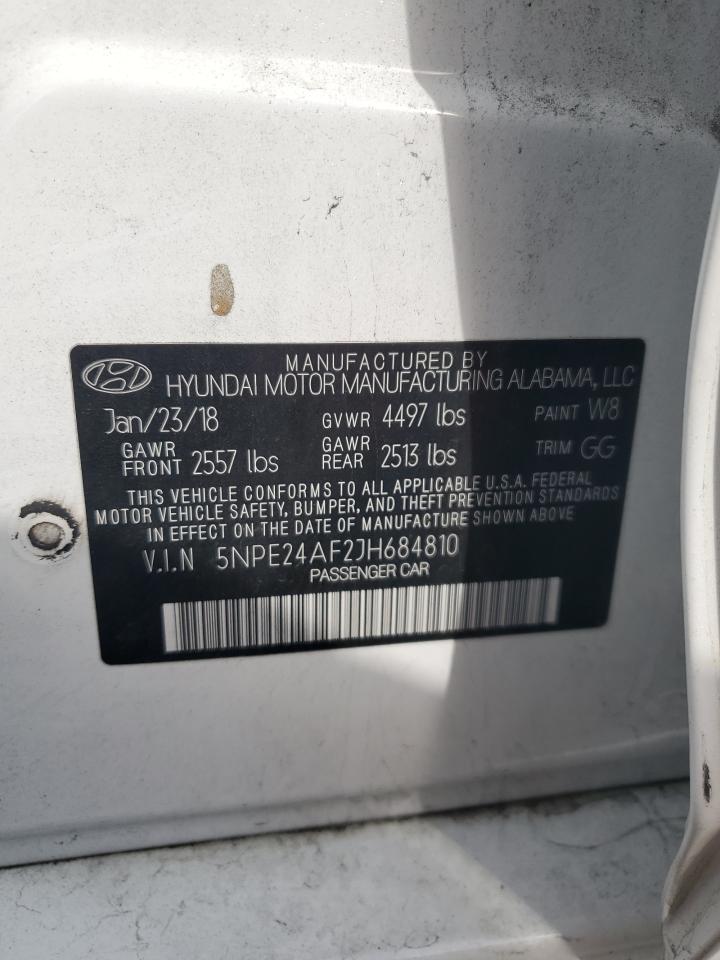 MANUFACTURED BY
HYUNDAI MOTOR MANUFACTURING ALABAMA, LLC
Jan/23/18 GVWR 4497 lbs PAINT W8
GAWR FRONT 2557 lbs GAWR REAR 2513 lbs TRIM GG
THIS VEHICLE CONFORMS TO ALL APPLICABLE U.S.A. FEDERAL
MOTOR VEHICLE SAFETY, BUMPER, AND THEFT PREVENTION STANDARDS
IN EFFECT ON THE DATE OF MANUFACTURE SHOWN ABOVE
V.I.N 5NPE24AF2JH684810
PASSENGER CAR